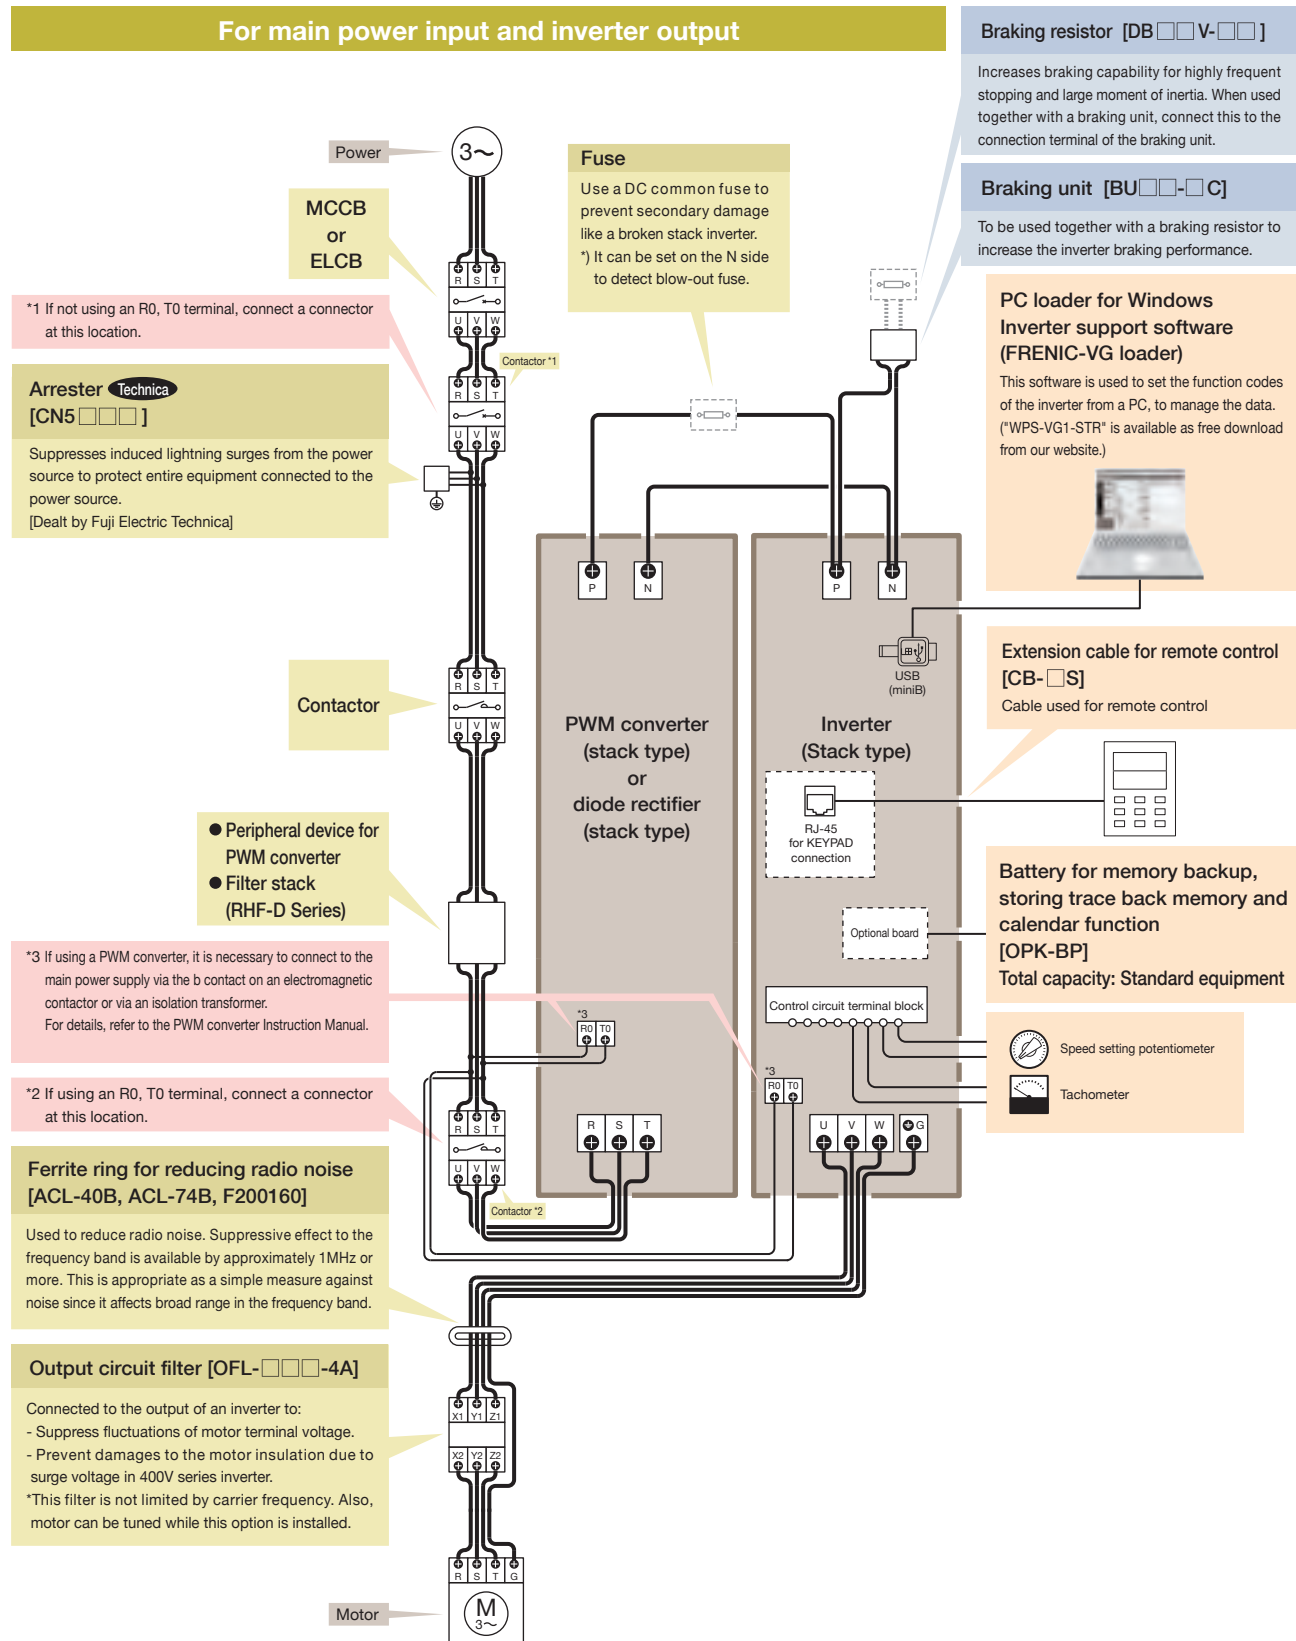 For main power input and inverter output
Braking resistor [DB□□V-□□]
Increases braking capability for highly frequent
stopping and large moment of inertia. When used
together with a braking unit, connect this to the
connection terminal of the braking unit.
Braking unit [BU□□-□C]
To be used together with a braking resistor to
increase the inverter braking performance.
Power
3~
MCCB
or
ELCB
R S T
U V W
Fuse
Use a DC common fuse to
prevent secondary damage
like a broken stack inverter.
*) It can be set on the N side
to detect blow-out fuse.
PC loader for Windows
Inverter support software
(FRENIC-VG loader)
This software is used to set the function codes
of the inverter from a PC, to manage the data.
("WPS-VG1-STR" is available as free download
from our website.)
*1 If not using an R0, T0 terminal, connect a connector
at this location.
Contactor *1
R S T
U V W
Arrester Technica
[CN5□□□]
Suppresses induced lightning surges from the power
source to protect entire equipment connected to the
power source.
[Dealt by Fuji Electric Technica]
P N
P N
USB
(miniB)
Extension cable for remote control
[CB-□S]
Cable used for remote control
Contactor
R S T
U V W
PWM converter
(stack type)
or
diode rectifier
(stack type)
Inverter
(Stack type)
RJ-45
for KEYPAD
connection
● Peripheral device for
PWM converter
● Filter stack
(RHF-D Series)
Battery for memory backup,
storing trace back memory and
calendar function
[OPK-BP]
Total capacity: Standard equipment
Optional board
*3 If using a PWM converter, it is necessary to connect to the
main power supply via the b contact on an electromagnetic
contactor or via an isolation transformer.
For details, refer to the PWM converter Instruction Manual.
Control circuit terminal block
*3
R0 T0
Speed setting potentiometer
Tachometer
*3
R0 T0
*2 If using an R0, T0 terminal, connect a connector
at this location.
R S T
U V W
Contactor *2
R S T
U V W G
Ferrite ring for reducing radio noise
[ACL-40B, ACL-74B, F200160]
Used to reduce radio noise. Suppressive effect to the
frequency band is available by approximately 1MHz or
more. This is appropriate as a simple measure against
noise since it affects broad range in the frequency band.
Output circuit filter [OFL-□□□-4A]
Connected to the output of an inverter to:
- Suppress fluctuations of motor terminal voltage.
- Prevent damages to the motor insulation due to
surge voltage in 400V series inverter.
*This filter is not limited by carrier frequency. Also,
motor can be tuned while this option is installed.
X1 Y1 Z1
X2 Y2 Z2
R S T G
Motor
M
3~